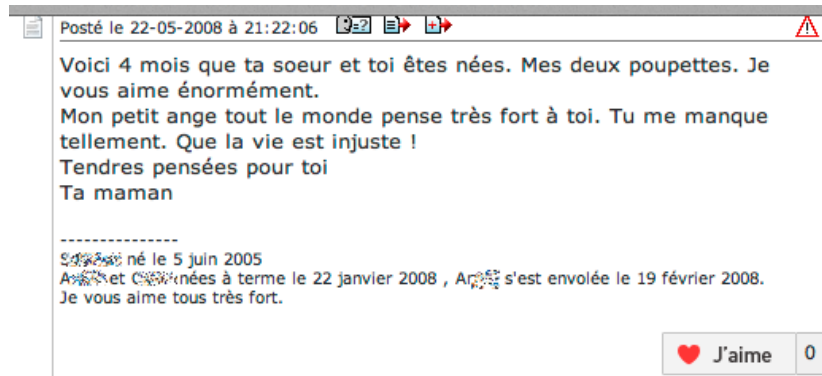 Posté le 22-05-2008 à 21:22:06
Voici 4 mois que ta soeur et toi êtes nées. Mes deux poupettes. Je
vous aime énormément.
Mon petit ange tout le monde pense très fort à toi. Tu me manque
tellement. Que la vie est injuste !
Tendres pensées pour toi
Ta maman
---------------
né le 5 juin 2005
et nées à terme le 22 janvier 2008 , s'est envolée le 19 février 2008.
Je vous aime tous très fort.
J'aime 0